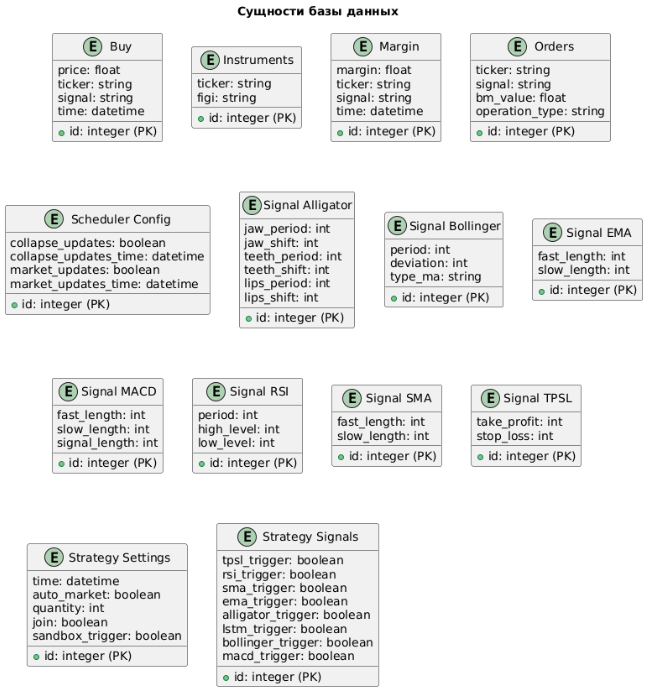 Сущности базы данных
E Buy
price: float
ticker: string
signal: string
time: datetime
id: integer (PK)
E Instruments
ticker: string
figi: string
id: integer (PK)
E Margin
margin: float
ticker: string
signal: string
time: datetime
id: integer (PK)
E Orders
ticker: string
signal: string
bm_value: float
operation_type: string
id: integer (PK)
E Scheduler Config
collapse_updates: boolean
collapse_updates_time: datetime
market_updates: boolean
market_updates_time: datetime
id: integer (PK)
E Signal Alligator
jaw_period: int
jaw_shift: int
teeth_period: int
teeth_shift: int
lips_period: int
lips_shift: int
id: integer (PK)
E Signal Bollinger
period: int
deviation: int
type_ma: string
id: integer (PK)
E Signal EMA
fast_length: int
slow_length: int
id: integer (PK)
E Signal MACD
fast_length: int
slow_length: int
signal_length: int
id: integer (PK)
E Signal RSI
period: int
high_level: int
low_level: int
id: integer (PK)
E Signal SMA
fast_length: int
slow_length: int
id: integer (PK)
E Signal TPSL
take_profit: int
stop_loss: int
id: integer (PK)
E Strategy Settings
time: datetime
auto_market: boolean
quantity: int
join: boolean
sandbox_trigger: boolean
id: integer (PK)
E Strategy Signals
tpsl_trigger: boolean
rsi_trigger: boolean
sma_trigger: boolean
ema_trigger: boolean
alligator_trigger: boolean
lstm_trigger: boolean
bollinger_trigger: boolean
macd_trigger: boolean
id: integer (PK)